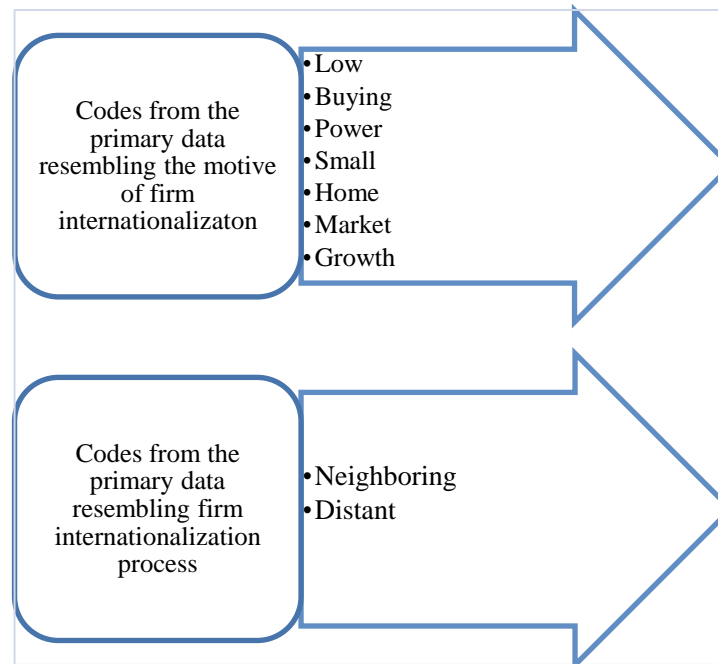 Codes from the
primary data
resembling the motive
of firm
internationalizaton
•Low
•Buying
•Power
•Small
•Home
•Market
•Growth
Codes from the
primary data
resembling firm
internationalization
process
•Neighboring
•Distant